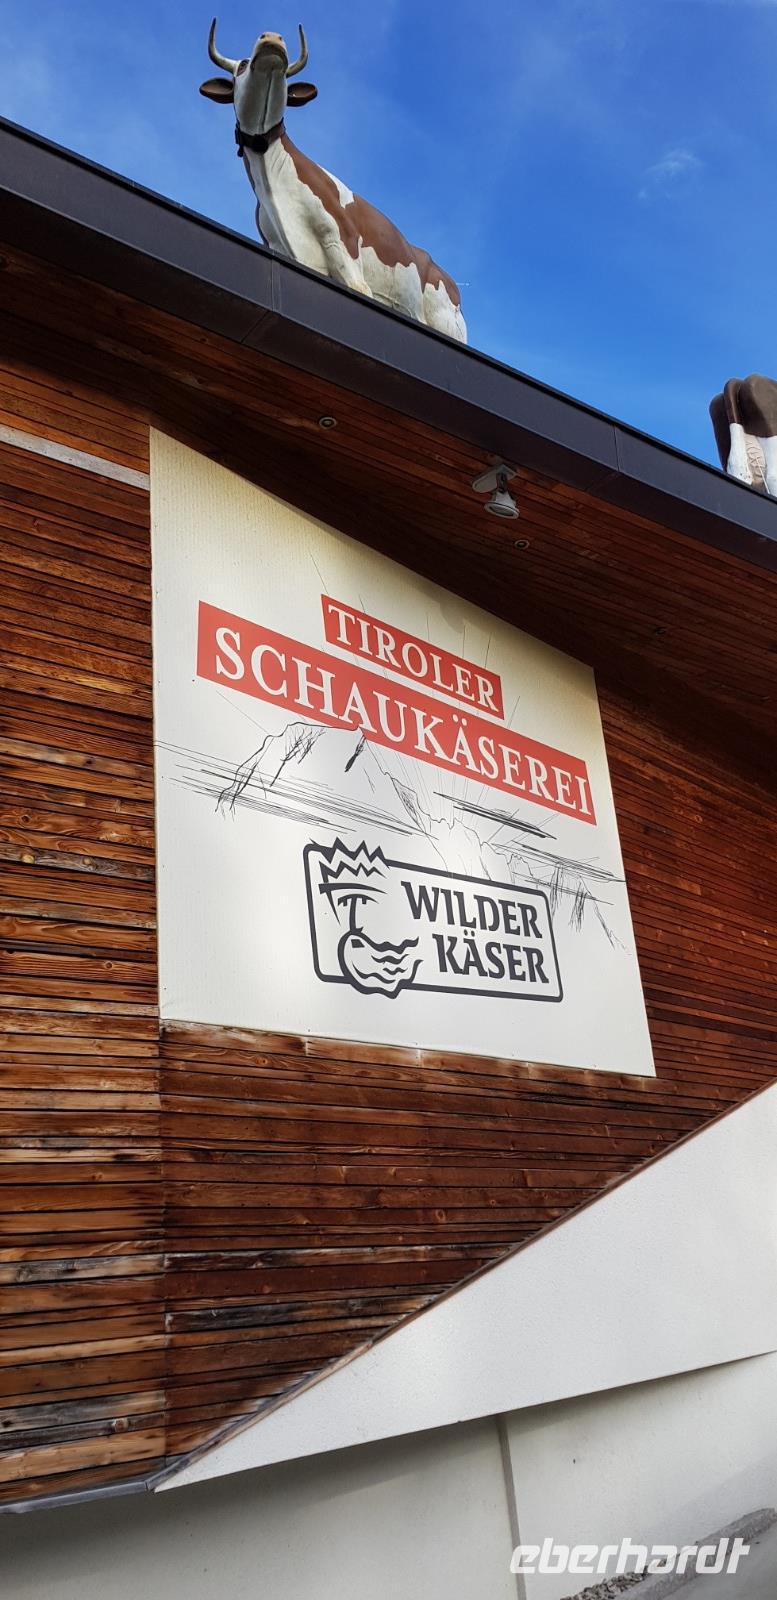 TIROLER
SCHAUKÄSEREI
WILDER
KÄSER
eberhardt